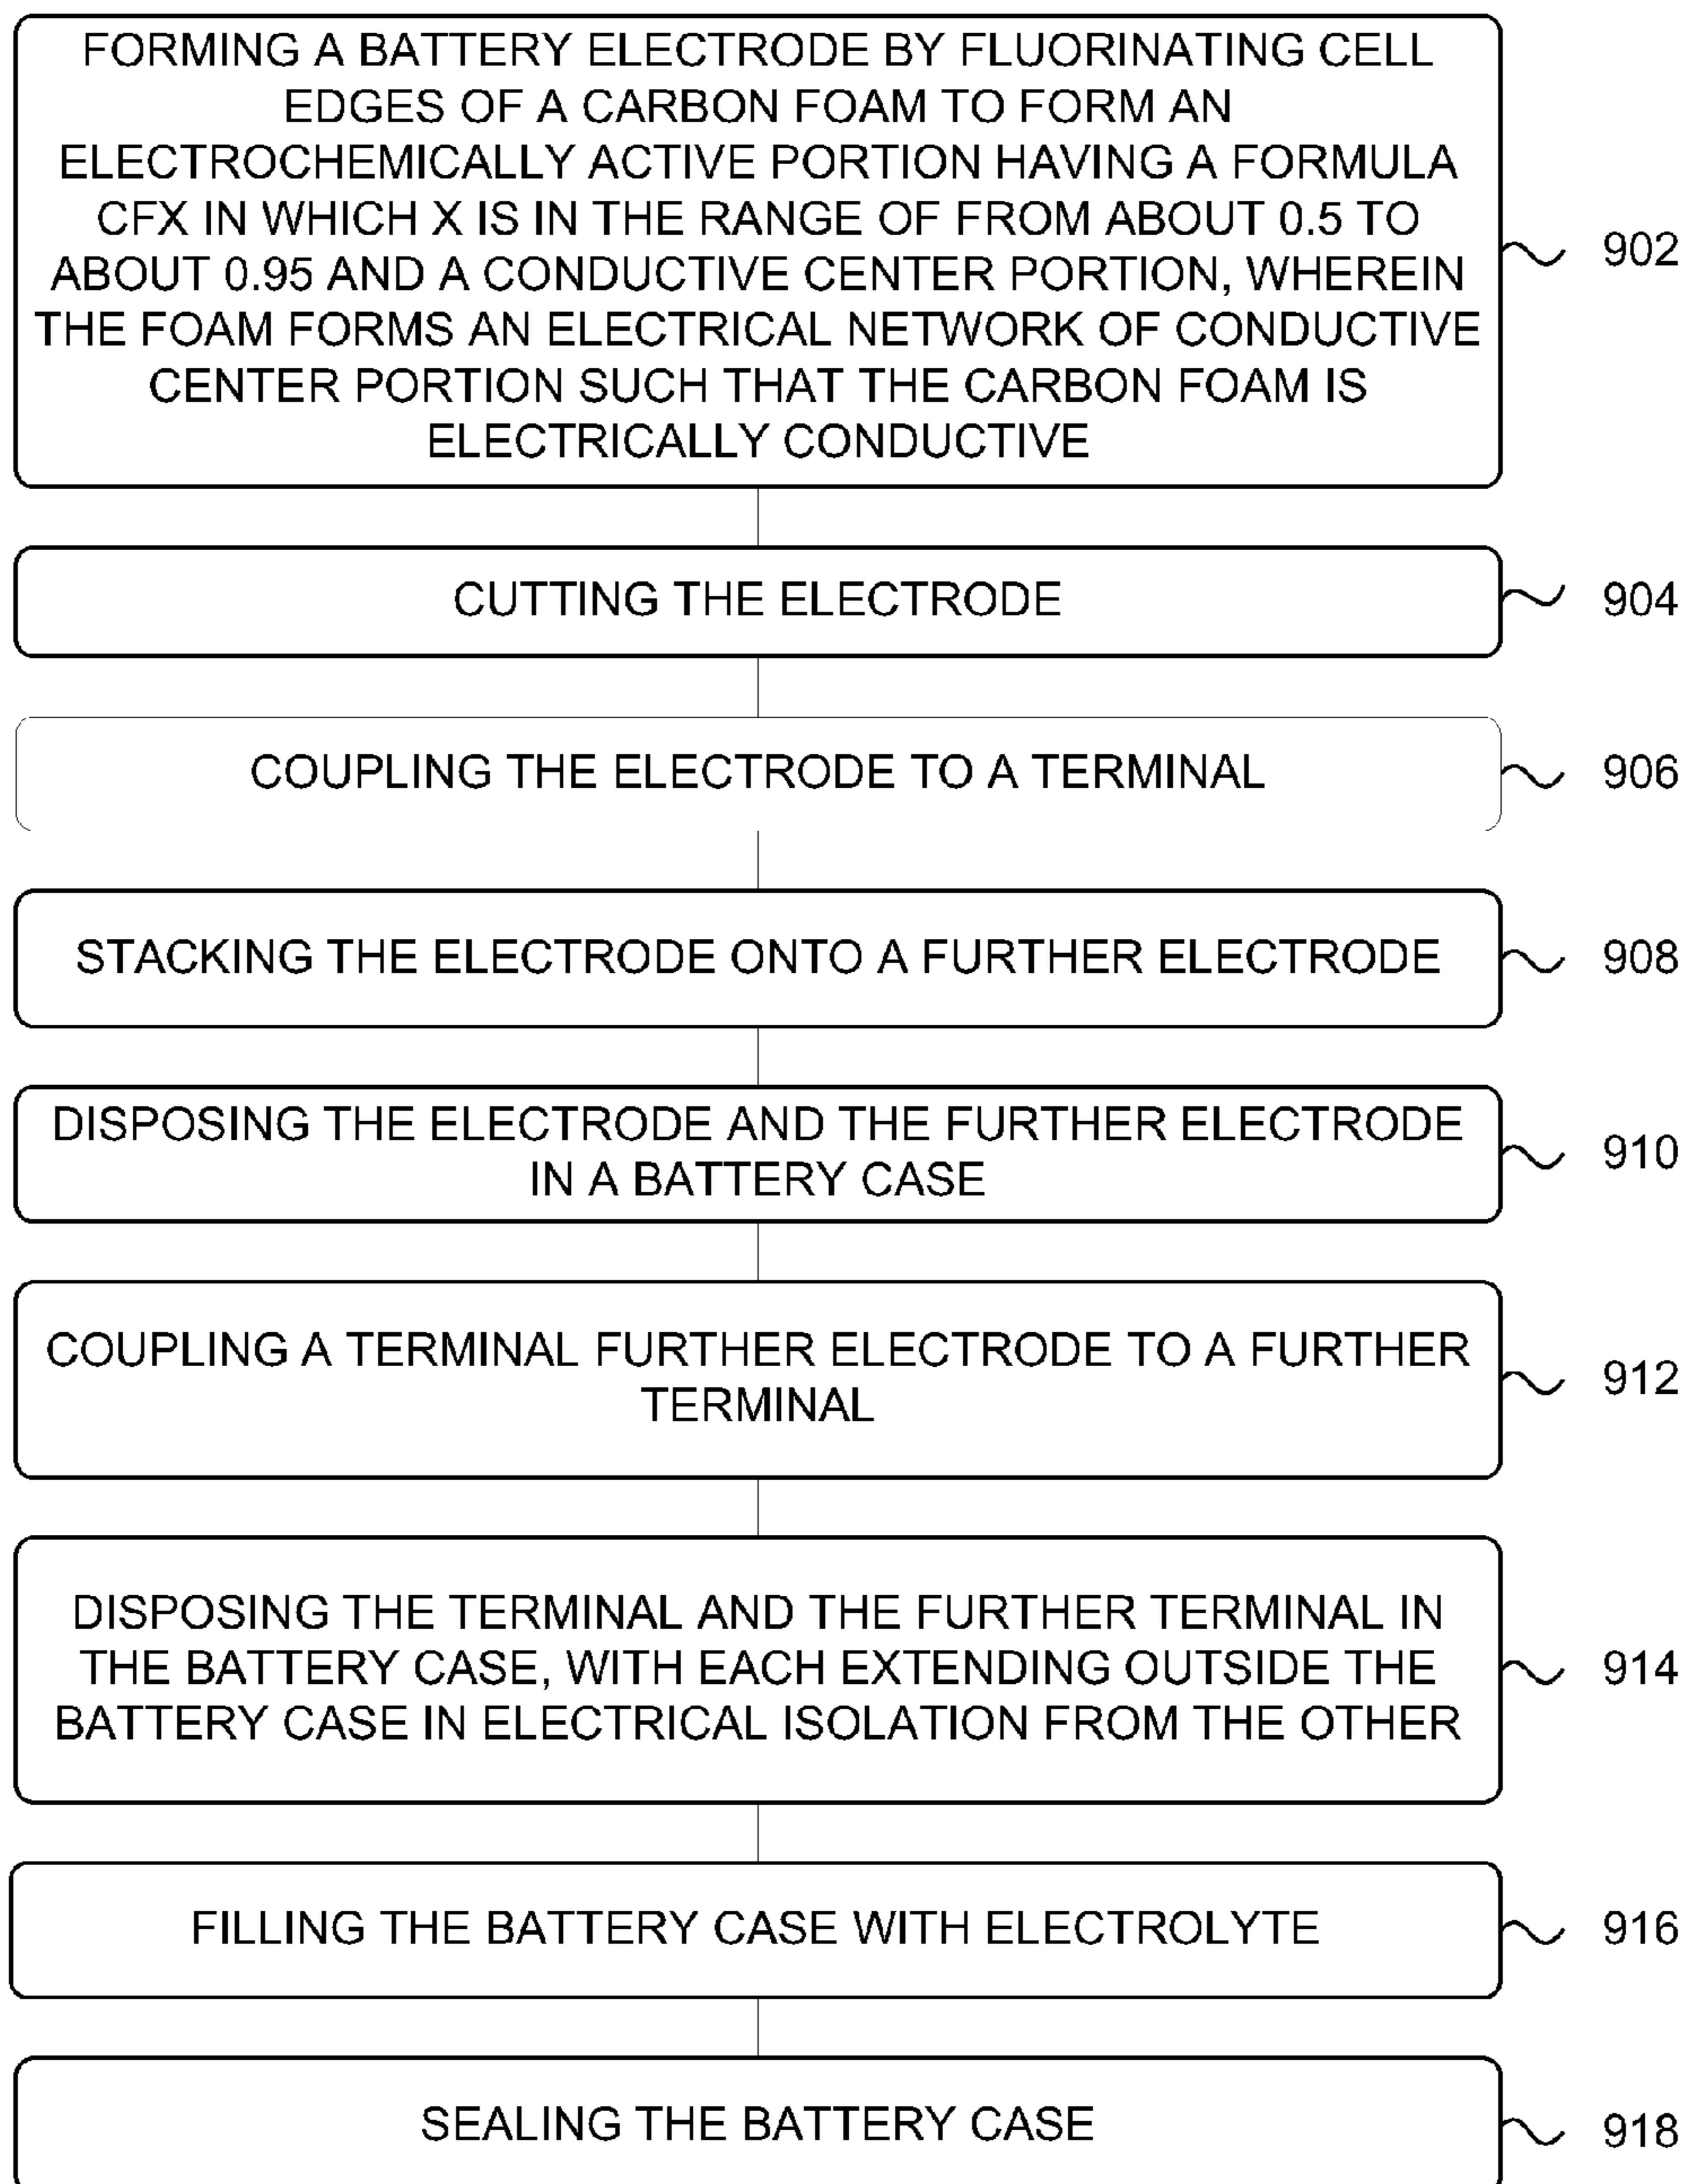 FORMING A BATTERY ELECTRODE BY FLUORINATING CELL
EDGES OF A CARBON FOAM TO FORM AN
ELECTROCHEMICALLY ACTIVE PORTION HAVING A FORMULA
CFX IN WHICH X IS IN THE RANGE OF FROM ABOUT 0.5 TO
ABOUT 0.95 AND A CONDUCTIVE CENTER PORTION, WHEREIN
THE FOAM FORMS AN ELECTRICAL NETWORK OF CONDUCTIVE
CENTER PORTION SUCH THAT THE CARBON FOAM IS
ELECTRICALLY CONDUCTIVE
902
CUTTING THE ELECTRODE
904
COUPLING THE ELECTRODE TO A TERMINAL
906
STACKING THE ELECTRODE ONTO A FURTHER ELECTRODE
908
DISPOSING THE ELECTRODE AND THE FURTHER ELECTRODE
IN A BATTERY CASE
910
COUPLING A TERMINAL FURTHER ELECTRODE TO A FURTHER
TERMINAL
912
DISPOSING THE TERMINAL AND THE FURTHER TERMINAL IN
THE BATTERY CASE, WITH EACH EXTENDING OUTSIDE THE
BATTERY CASE IN ELECTRICAL ISOLATION FROM THE OTHER
914
FILLING THE BATTERY CASE WITH ELECTROLYTE
916
SEALING THE BATTERY CASE
918